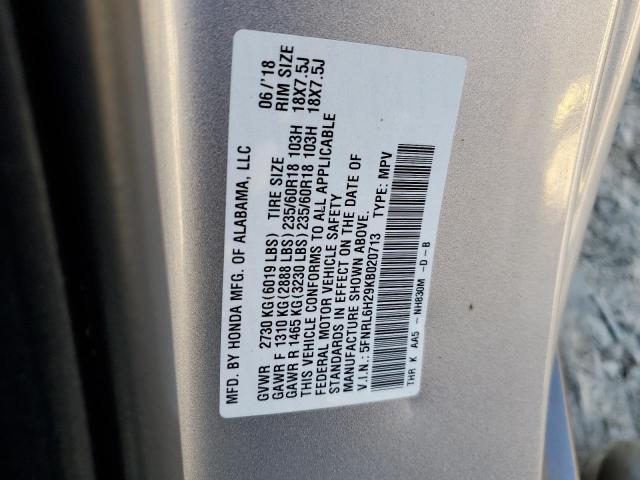 MFD. BY HONDA MFG. OF ALABAMA, LLC 06/'18
GVWR 2730 KG(6019 LBS) TIRE SIZE RIM SIZE
GAWR F 1310 KG(2888 LBS)235/60R18 103H 18X7.5J
GAWR R 1465 KG(3230 LBS)235/60R18 103H 18X7.5J
THIS VEHICLE CONFORMS TO ALL APPLICABLE
FEDERAL MOTOR VEHICLE SAFETY
STANDARDS IN EFFECT ON THE DATE OF
MANUFACTURE SHOWN ABOVE.
V.I.N.: 5FNRL6H29KB020713 TYPE: MPV
THR K AA5 - NH830M - D - B